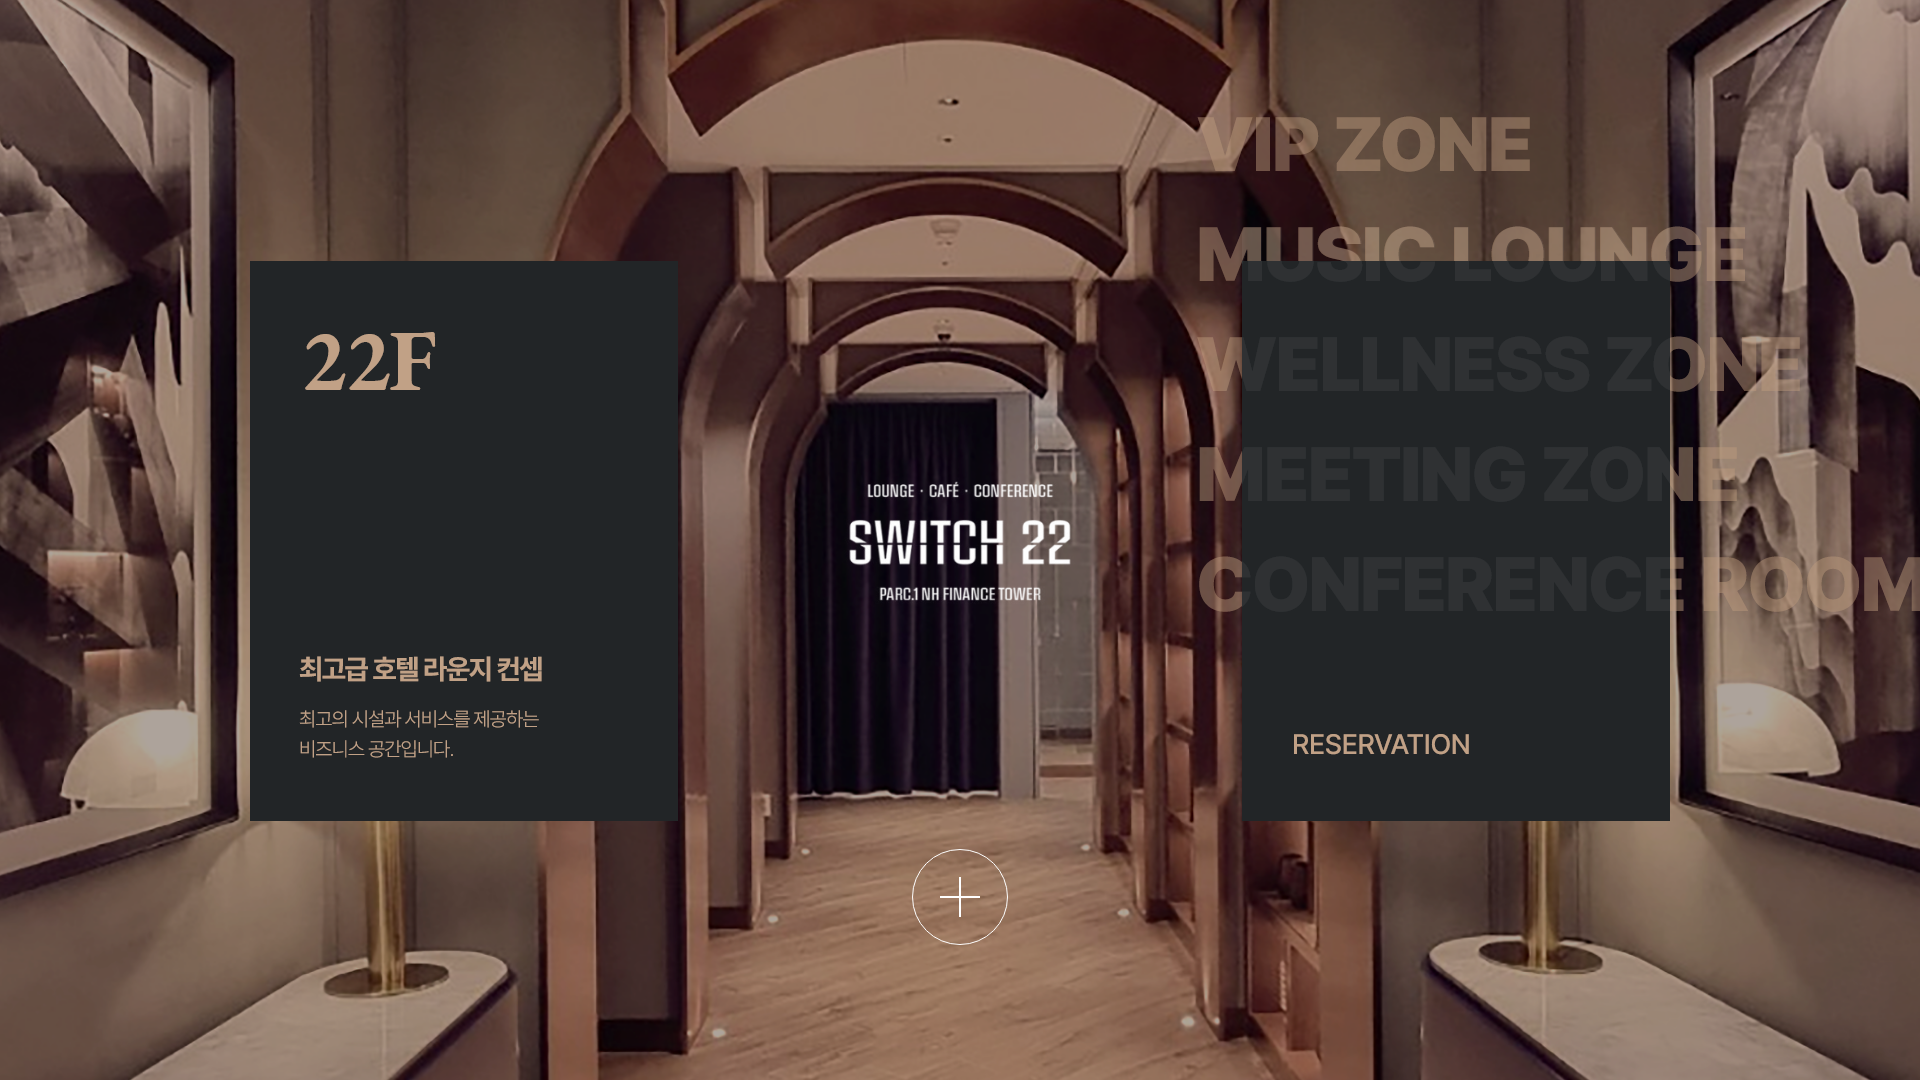 22F
최고급 호텔 라운지 컨셉
최고의 시설과 서비스를 제공하는
비즈니스 공간입니다.
LOUNGE · CAFÉ · CONFERENCE
SWITCH 22
PARC.1 NH FINANCE TOWER
VIP ZONE
MUSIC LOUNGE
WELLNESS ZONE
MEETING ZONE
CONFERENCE ROOM
RESERVATION